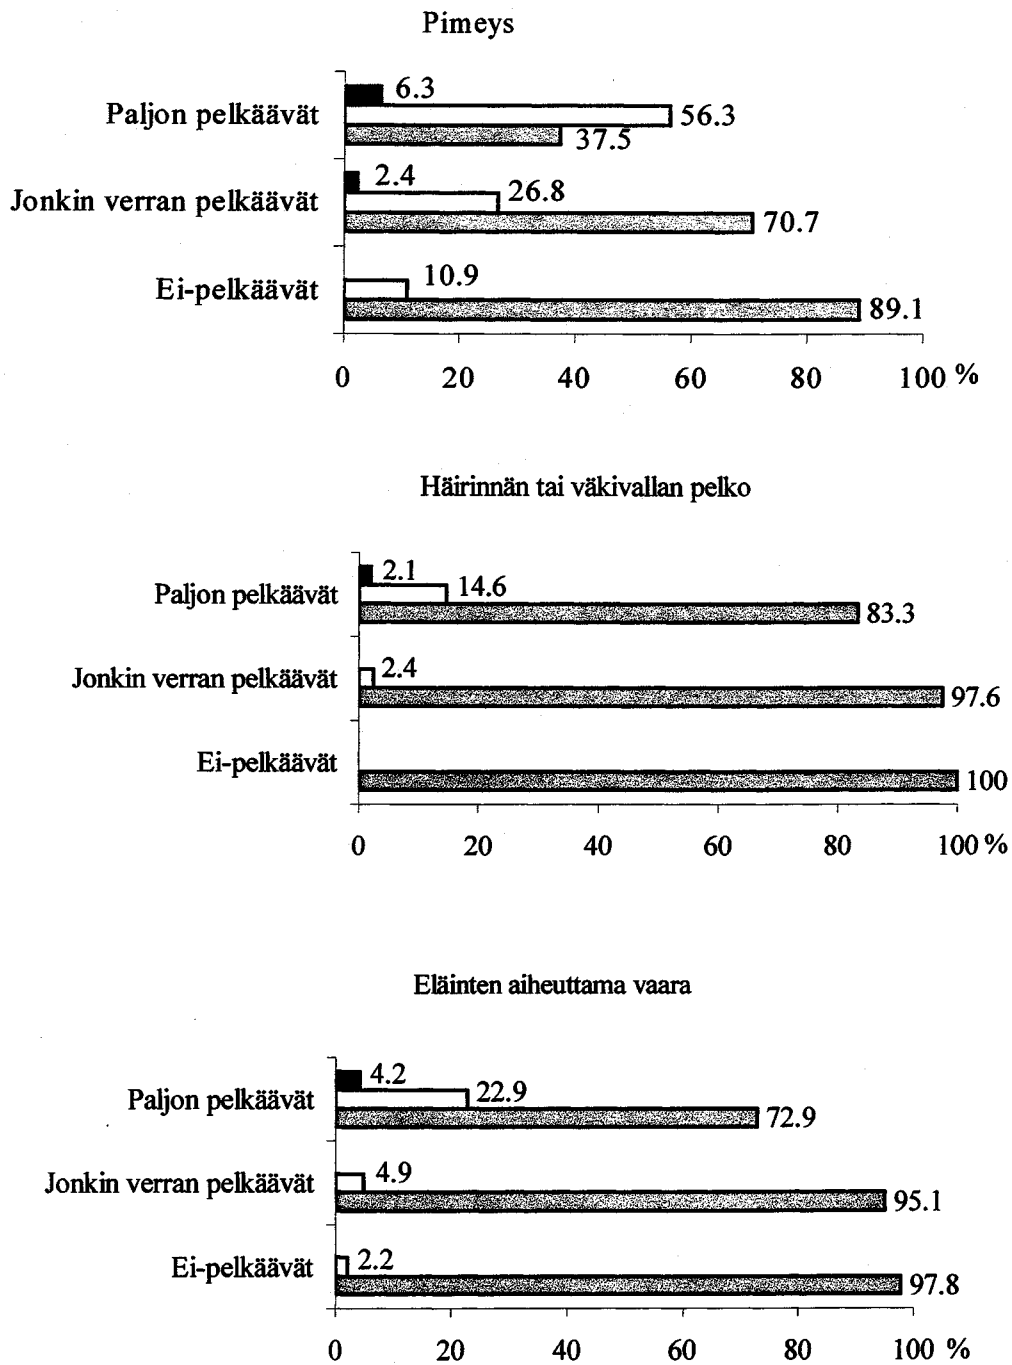 Pimeys
Paljon pelkäävät
6.3
56.3
37.5
Jonkin verran pelkäävät
2.4
26.8
70.7
Ei-pelkäävät
10.9
89.1
0 20 40 60 80 100 %
Häirinnän tai väkivallan pelko
Paljon pelkäävät
2.1
14.6
83.3
Jonkin verran pelkäävät
2.4
97.6
Ei-pelkäävät
100
0 20 40 60 80 100 %
Eläinten aiheuttama vaara
Paljon pelkäävät
4.2
22.9
72.9
Jonkin verran pelkäävät
4.9
95.1
Ei-pelkäävät
2.2
97.8
0 20 40 60 80 100 %